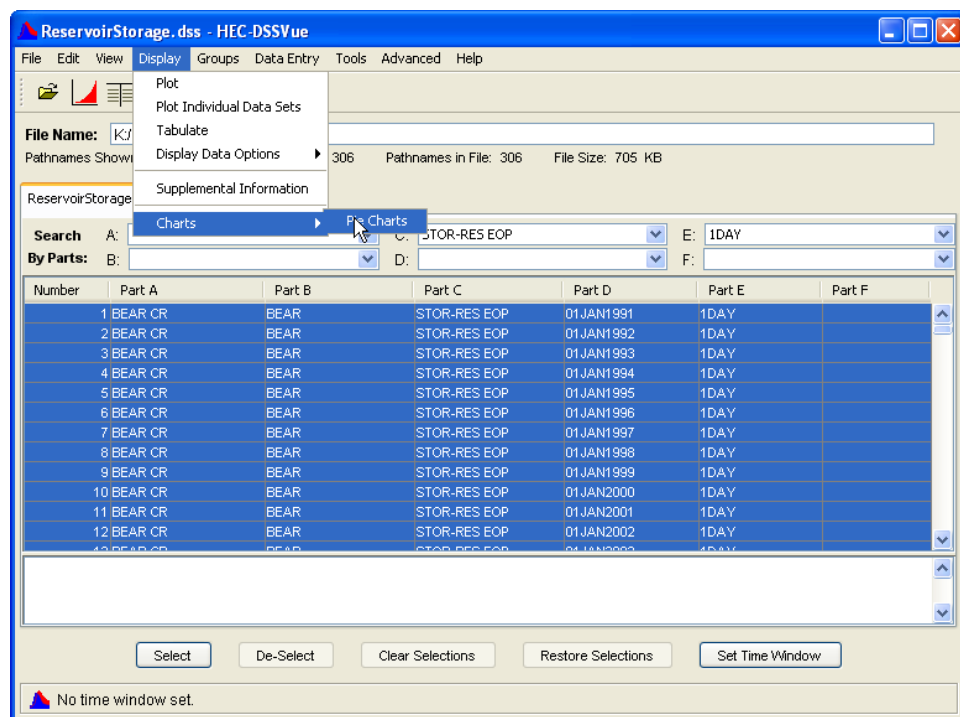 ReservoirStorage.dss - HEC-DSSVue
File Edit View Display Groups Data Entry Tools Advanced Help
Plot
Plot Individual Data Sets
Tabulate
Display Data Options
Supplemental Information
Charts
Pie Charts
File Name: K:/
Pathnames 306 Pathnames in File: 306 File Size: 705 KB
ReservoirStorage
Search A: C: STOR-RES EOP E: 1DAY
By Parts: B: D: F:
Number Part A Part B Part C Part D Part E Part F
1 BEAR CR BEAR STOR-RES EOP 01JAN1991 1DAY
2 BEAR CR BEAR STOR-RES EOP 01JAN1992 1DAY
3 BEAR CR BEAR STOR-RES EOP 01JAN1993 1DAY
4 BEAR CR BEAR STOR-RES EOP 01JAN1994 1DAY
5 BEAR CR BEAR STOR-RES EOP 01JAN1995 1DAY
6 BEAR CR BEAR STOR-RES EOP 01JAN1996 1DAY
7 BEAR CR BEAR STOR-RES EOP 01JAN1997 1DAY
8 BEAR CR BEAR STOR-RES EOP 01JAN1998 1DAY
9 BEAR CR BEAR STOR-RES EOP 01JAN1999 1DAY
10 BEAR CR BEAR STOR-RES EOP 01JAN2000 1DAY
11 BEAR CR BEAR STOR-RES EOP 01JAN2001 1DAY
12 BEAR CR BEAR STOR-RES EOP 01JAN2002 1DAY
Select De-Select Clear Selections Restore Selections Set Time Window
No time window set.